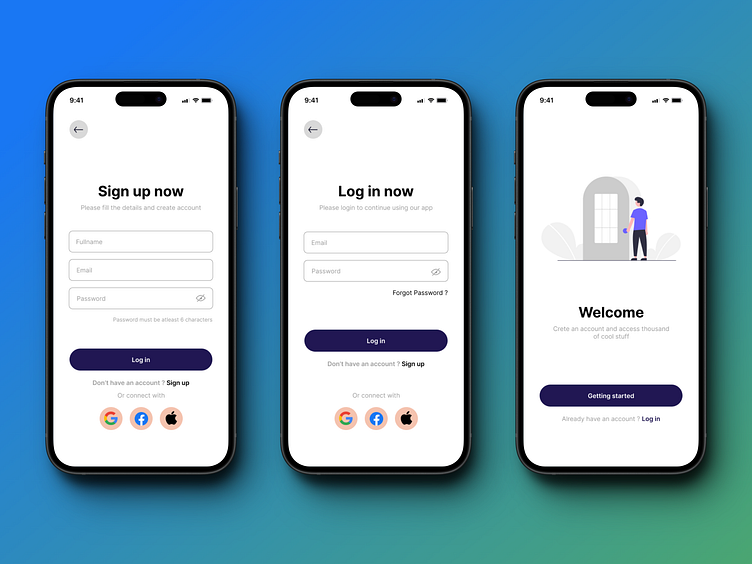 9:41
Sign up now
Please fill the details and create account
Fullname
Email
Password
Password must be atleast 6 characters
Log in
Don't have an account ? Sign up
Or connect with
9:41
Log in now
Please login to continue using our app
Email
Password
Forgot Password ?
Log in
Don't have an account ? Sign up
Or connect with
9:41
Welcome
Crete an account and access thousand
of cool stuff
Getting started
Already have an account ? Log in